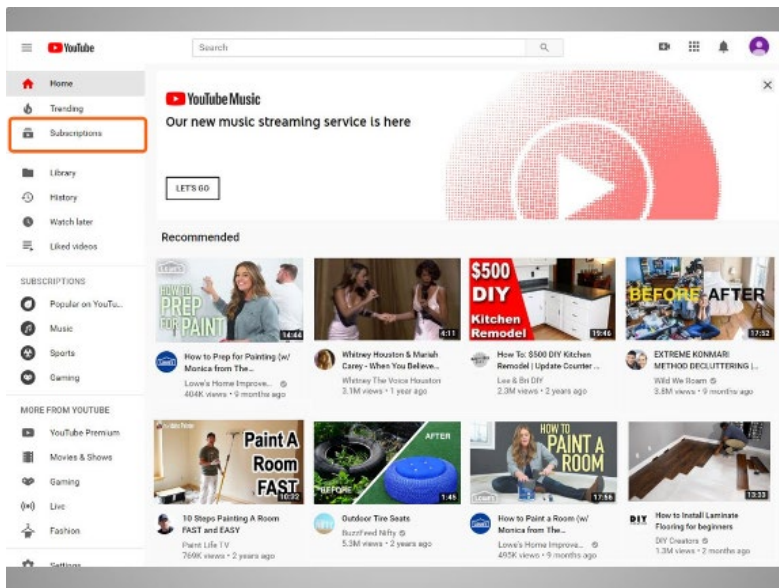 YouTube
Search
Home
Trending
Subscriptions
Library
History
Watch later
Liked videos
SUBSCRIPTIONS
Popular on YouTu...
Music
Sports
Gaming
MORE FROM YOUTUBE
YouTube Premium
Movies & Shows
Gaming
Live
Fashion
Settings
YouTube Music
Our new music streaming service is here
LET'S GO
Recommended
LOWE'S
HOW TO
PREP
FOR PAINT
14:44
How to Prep for Painting (w/
Monica from The...
Lowe's Home Improve...
404K views • 9 months ago
4:11
Whitney Houston & Mariah
Carey - When You Believe...
Whitney The Voice Houston
3.1M views • 1 year ago
$500
DIY
Kitchen
Remodel
19:46
How To: $500 DIY Kitchen
Remodel | Update Counter ...
Lee & Bri DIY
2.3M views • 2 years ago
BEFORE AFTER
17:52
EXTREME KONMARI
METHOD DECLUTTERING |...
Wild We Roam
3.8M views • 9 months ago
Paint A
Room
FAST
10:32
10 Steps Painting A Room
FAST and EASY
Paint Life TV
769K views • 2 years ago
AFTER
BEFORE
1:45
NIFTY
Outdoor Tire Seats
BuzzFeed Nifty
5.3M views • 2 years ago
HOW TO
PAINT A
ROOM
LOWE'S
17:56
How to Paint a Room (w/
Monica from The...
Lowe's Home Improve...
495K views • 9 months ago
13:33
DIY
How to Install Laminate
Flooring for beginners
DIY Creators
1.3M views • 2 months ago